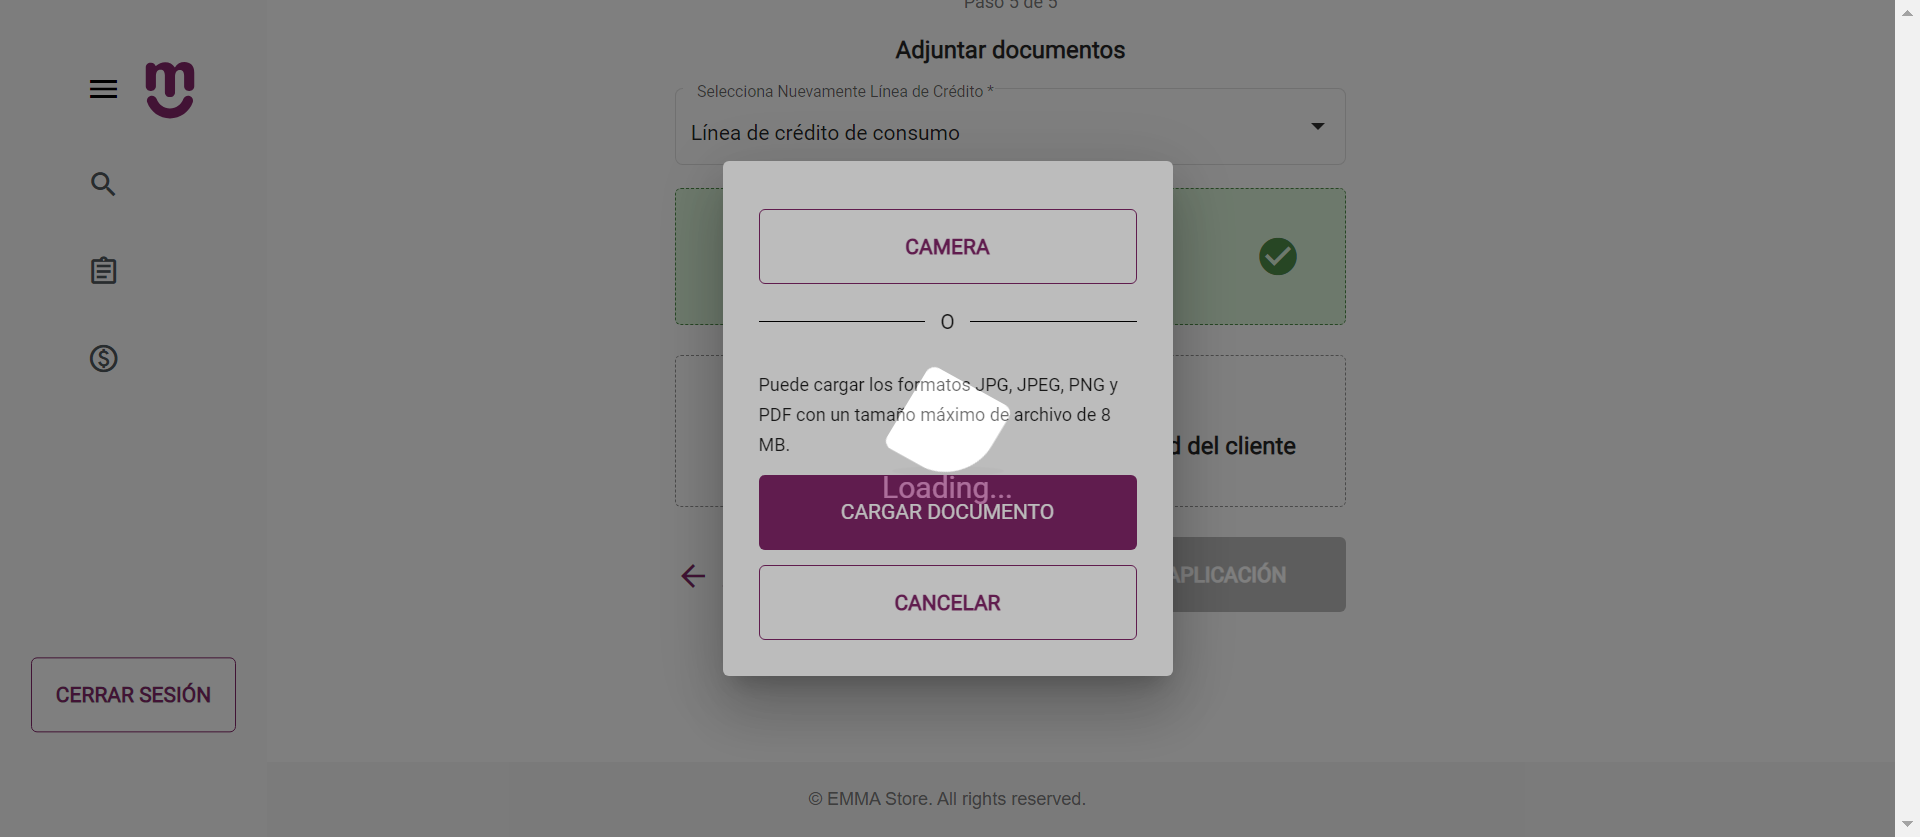 Paso 5 de 5
Adjuntar documentos
Selecciona Nuevamente Línea de Crédito *
Línea de crédito de consumo
CAMERA
O
Puede cargar los formatos JPG, JPEG, PNG y
PDF con un tamaño máximo de archivo de 8
MB.
del cliente
Loading...
CARGAR DOCUMENTO
APLICACIÓN
CANCELAR
CERRAR SESIÓN
© EMMA Store. All rights reserved.